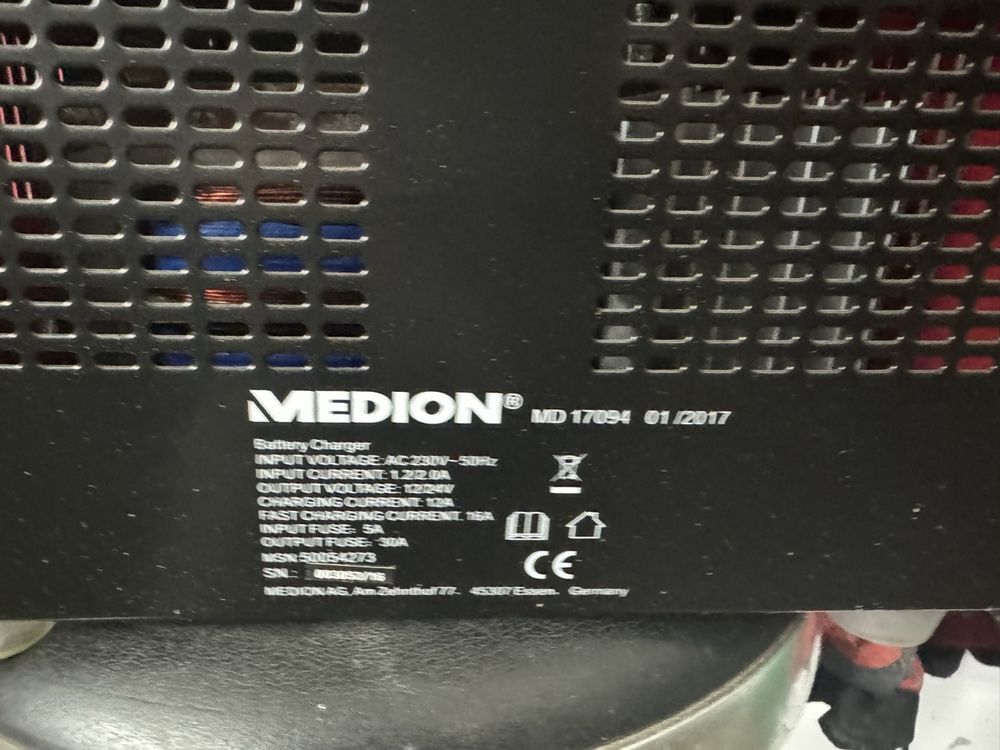 MEDION® MD 17094 01/2017
Battery Charger
INPUT VOLTAGE: AC 230V~50Hz
INPUT CURRENT: 1.2/2.0A
OUTPUT VOLTAGE: 12/24V
CHARGING CURRENT: 12A
FAST CHARGING CURRENT: 16A
INPUT FUSE: 5A
OUTPUT FUSE: 30A
MSN: 50054273
SN.:
MEDION AG, Am Zehnthof 77, 45307 Essen, Germany
CE